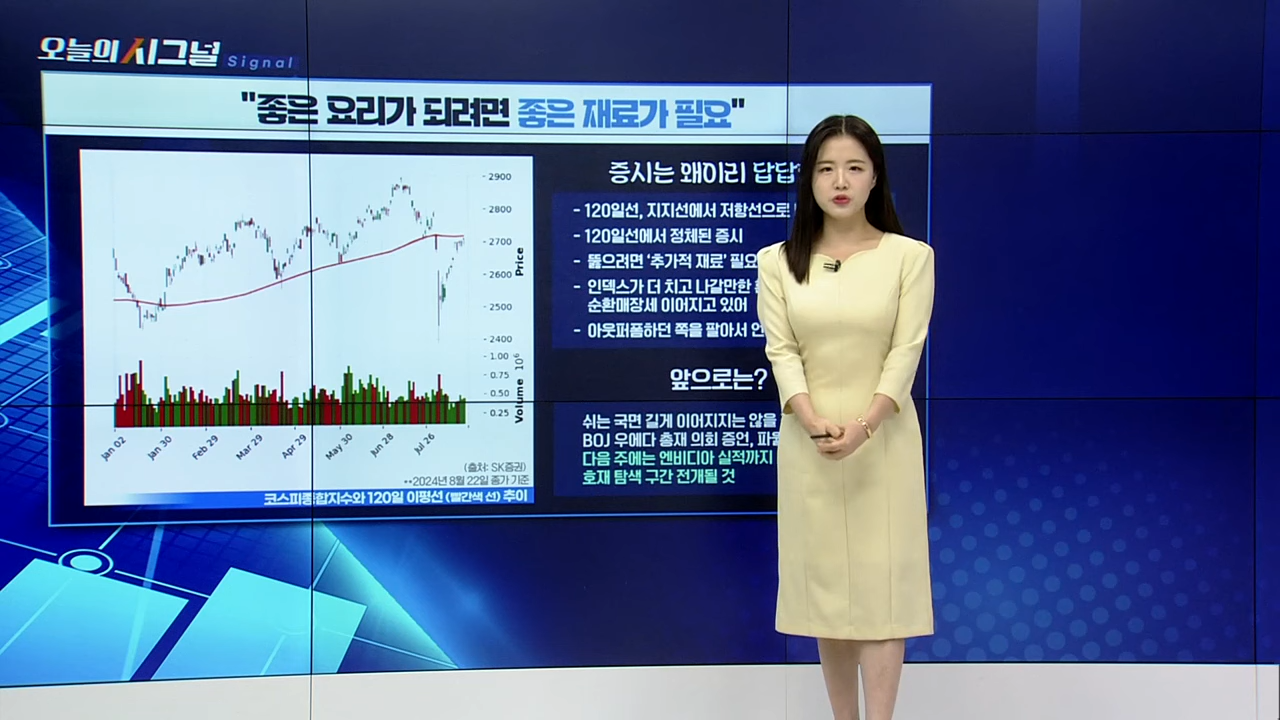 오늘의 시그널 Signal
"좋은 요리가 되려면 좋은 재료가 필요"
2900
2800
2700
2600
2500
2400
Price
1.00
0.75
0.50
0.25
Volume 10^6
Jan 02
Jan 30
Feb 29
Mar 29
Apr 29
May 30
Jun 28
Jul 26
(출처: SK증권)
**2024년 8월 22일 종가 기준
코스피종합지수와 120일 이평선 (빨간색 선) 추이
증시는 왜이리 답답
- 120일선, 지지선에서 저항선으로
- 120일선에서 정체된 증시
- 뚫으려면 '추가적 재료' 필요
- 인덱스가 더 치고 나갈만한
순환매장세 이어지고 있어
- 아웃퍼폼하던 쪽을 팔아서
앞으로는?
쉬는 국면 길게 이어지지는 않을
BOJ 우에다 총재 의회 증언,
다음 주에는 엔비디아 실적까지
호재 탐색 구간 전개될 것